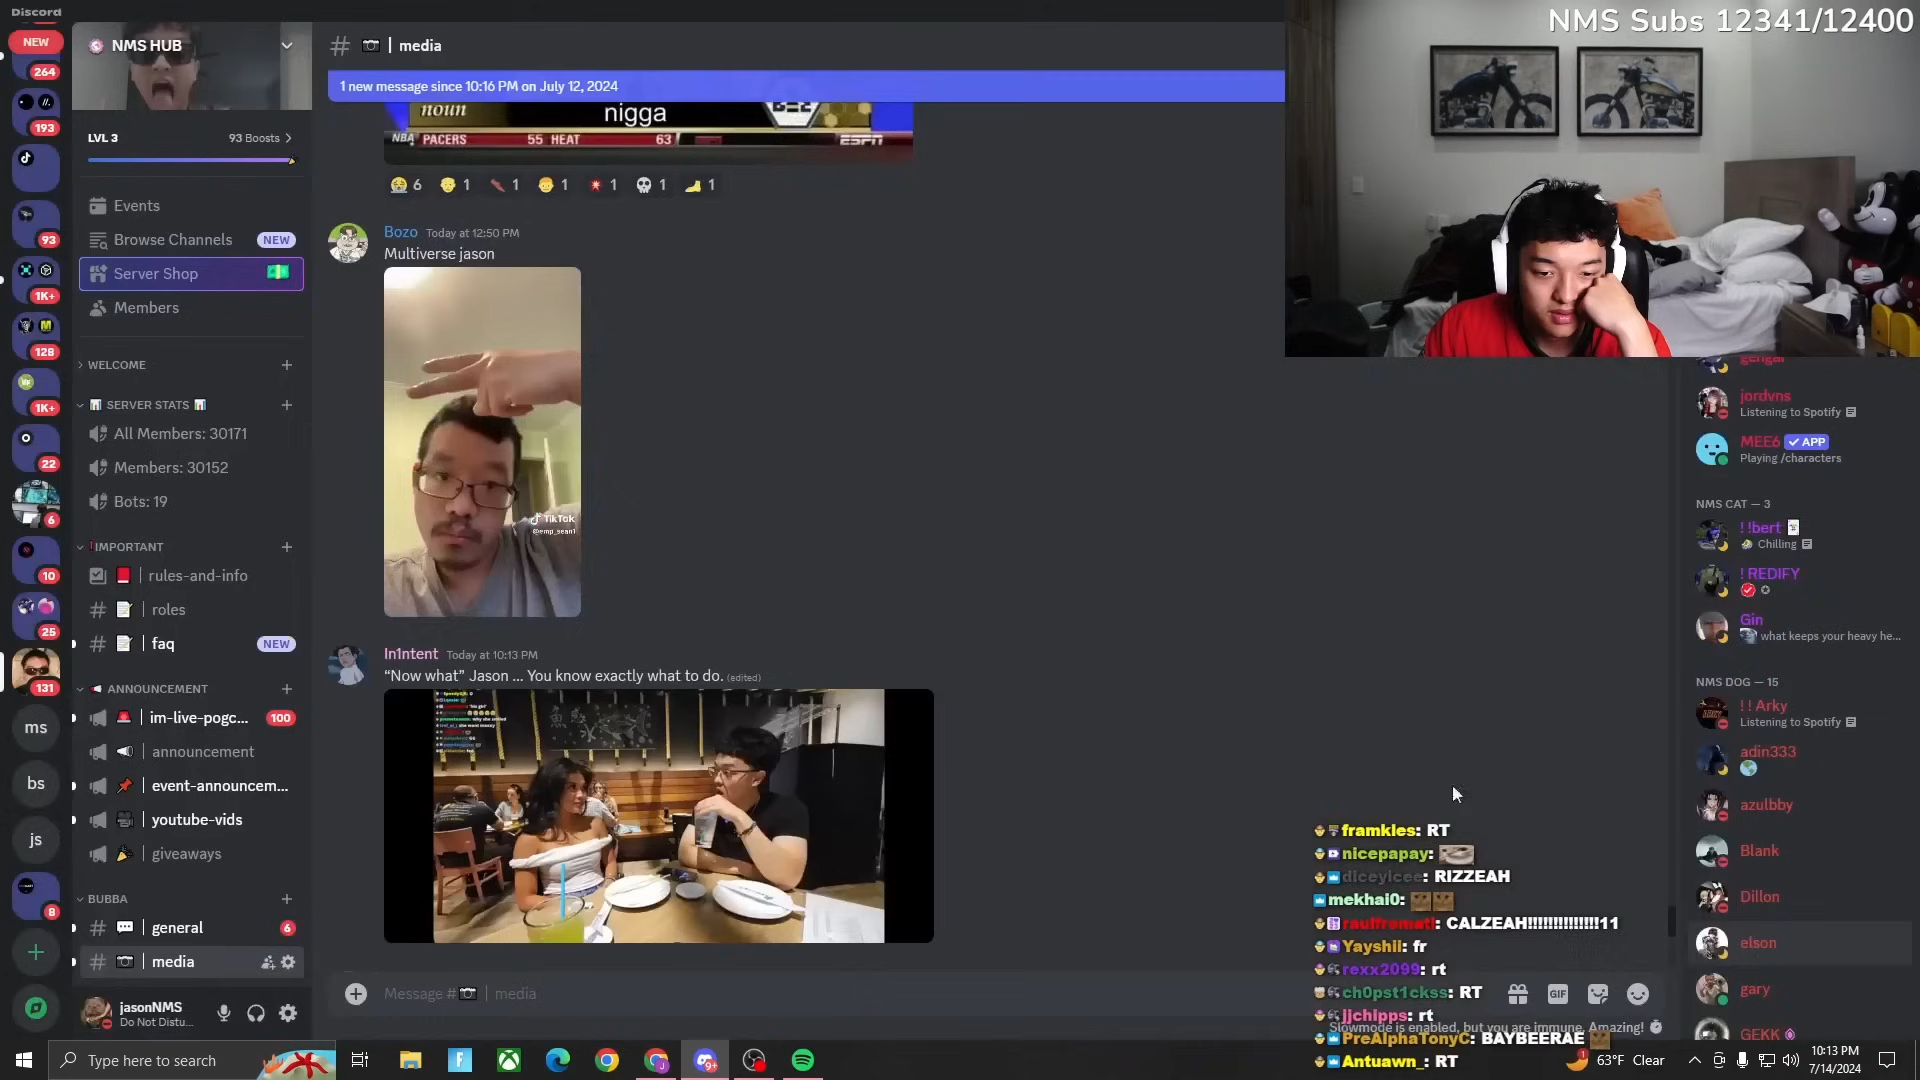 Discord
NMS Subs 12341/12400
NEW
264
193
93
1K+
128
1K+
22
6
10
25
131
ms
bs
js
8
NMS HUB
LVL 3
93 Boosts
Events
Browse Channels NEW
Server Shop
Members
WELCOME
SERVER STATS
All Members: 30171
Members: 30152
Bots: 19
IMPORTANT
rules-and-info
roles
faq NEW
ANNOUNCEMENT
im-live-pogc... 100
announcement
event-announcem...
youtube-vids
giveaways
BUBBA
general 6
media
jasonNMS
Do Not Distu...
# | media
1 new message since 10:16 PM on July 12, 2024
noun
nigga
NBA PACERS 55 HEAT 63 ESPN
6 1 1 1 1 1 1
Bozo Today at 12:50 PM
Multiverse jason
TikTok
@emp_sean1
In1ntent Today at 10:13 PM
“Now what” Jason ... You know exactly what to do. (edited)
Message # | media
gengar
jordvns
Listening to Spotify
MEE6 APP
Playing /characters
NMS CAT — 3
! !bert
Chilling
! REDIFY
Gin
what keeps your heavy he...
NMS DOG — 15
! ! Arky
Listening to Spotify
adin333
azulbby
Blank
Dillon
elson
gary
GEKK
framkles: RT
nicepapay:
diceyicee: RIZZEAH
mekhai0:
raulfromatl: CALZEAH!!!!!!!!!!!!!!11
Yayshii: fr
rexx2099: rt
ch0pst1ckss: RT
GIF
jjchipps: rt
Slowmode is enabled, but you are immune. Amazing!
PreAlphaTonyC: BAYBEERAE
Antuawn_: RT
Type here to search
9+
1
63°F Clear
10:13 PM
7/14/2024